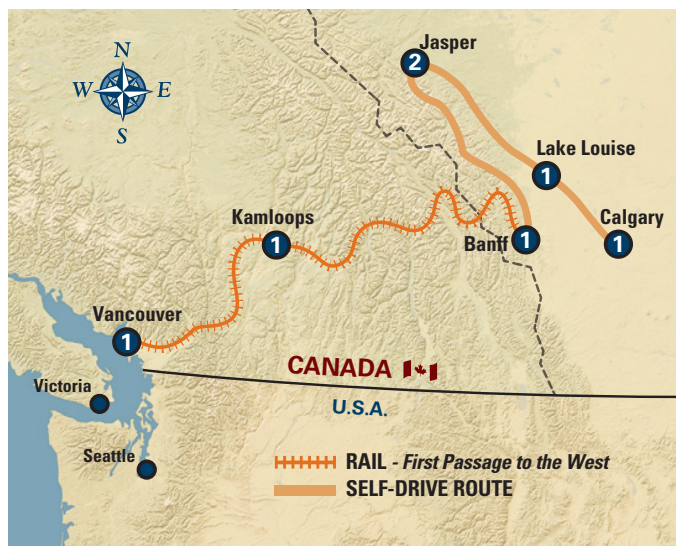 N
W E
S
Jasper
2
Lake Louise
1
Kamloops
1
Calgary
1
Banff
1
Vancouver
1
CANADA
Victoria
U.S.A.
Seattle
RAIL - First Passage to the West
SELF-DRIVE ROUTE